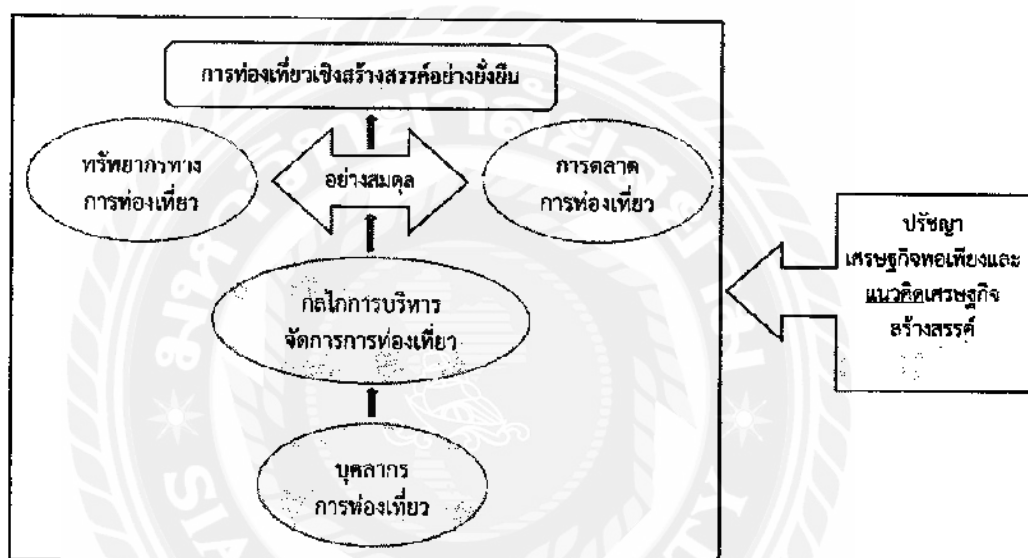 การท่องเที่ยวเชิงสร้างสรรค์อย่างยั่งยืน
ทรัพยากรทาง
การท่องเที่ยว
อย่างสมดุล
การตลาด
การท่องเที่ยว
กลไกการบริหาร
จัดการการท่องเที่ยว
บุคลากร
การท่องเที่ยว
ปรัชญา
เศรษฐกิจพอเพียงและ
แนวคิดเศรษฐกิจ
สร้างสรรค์